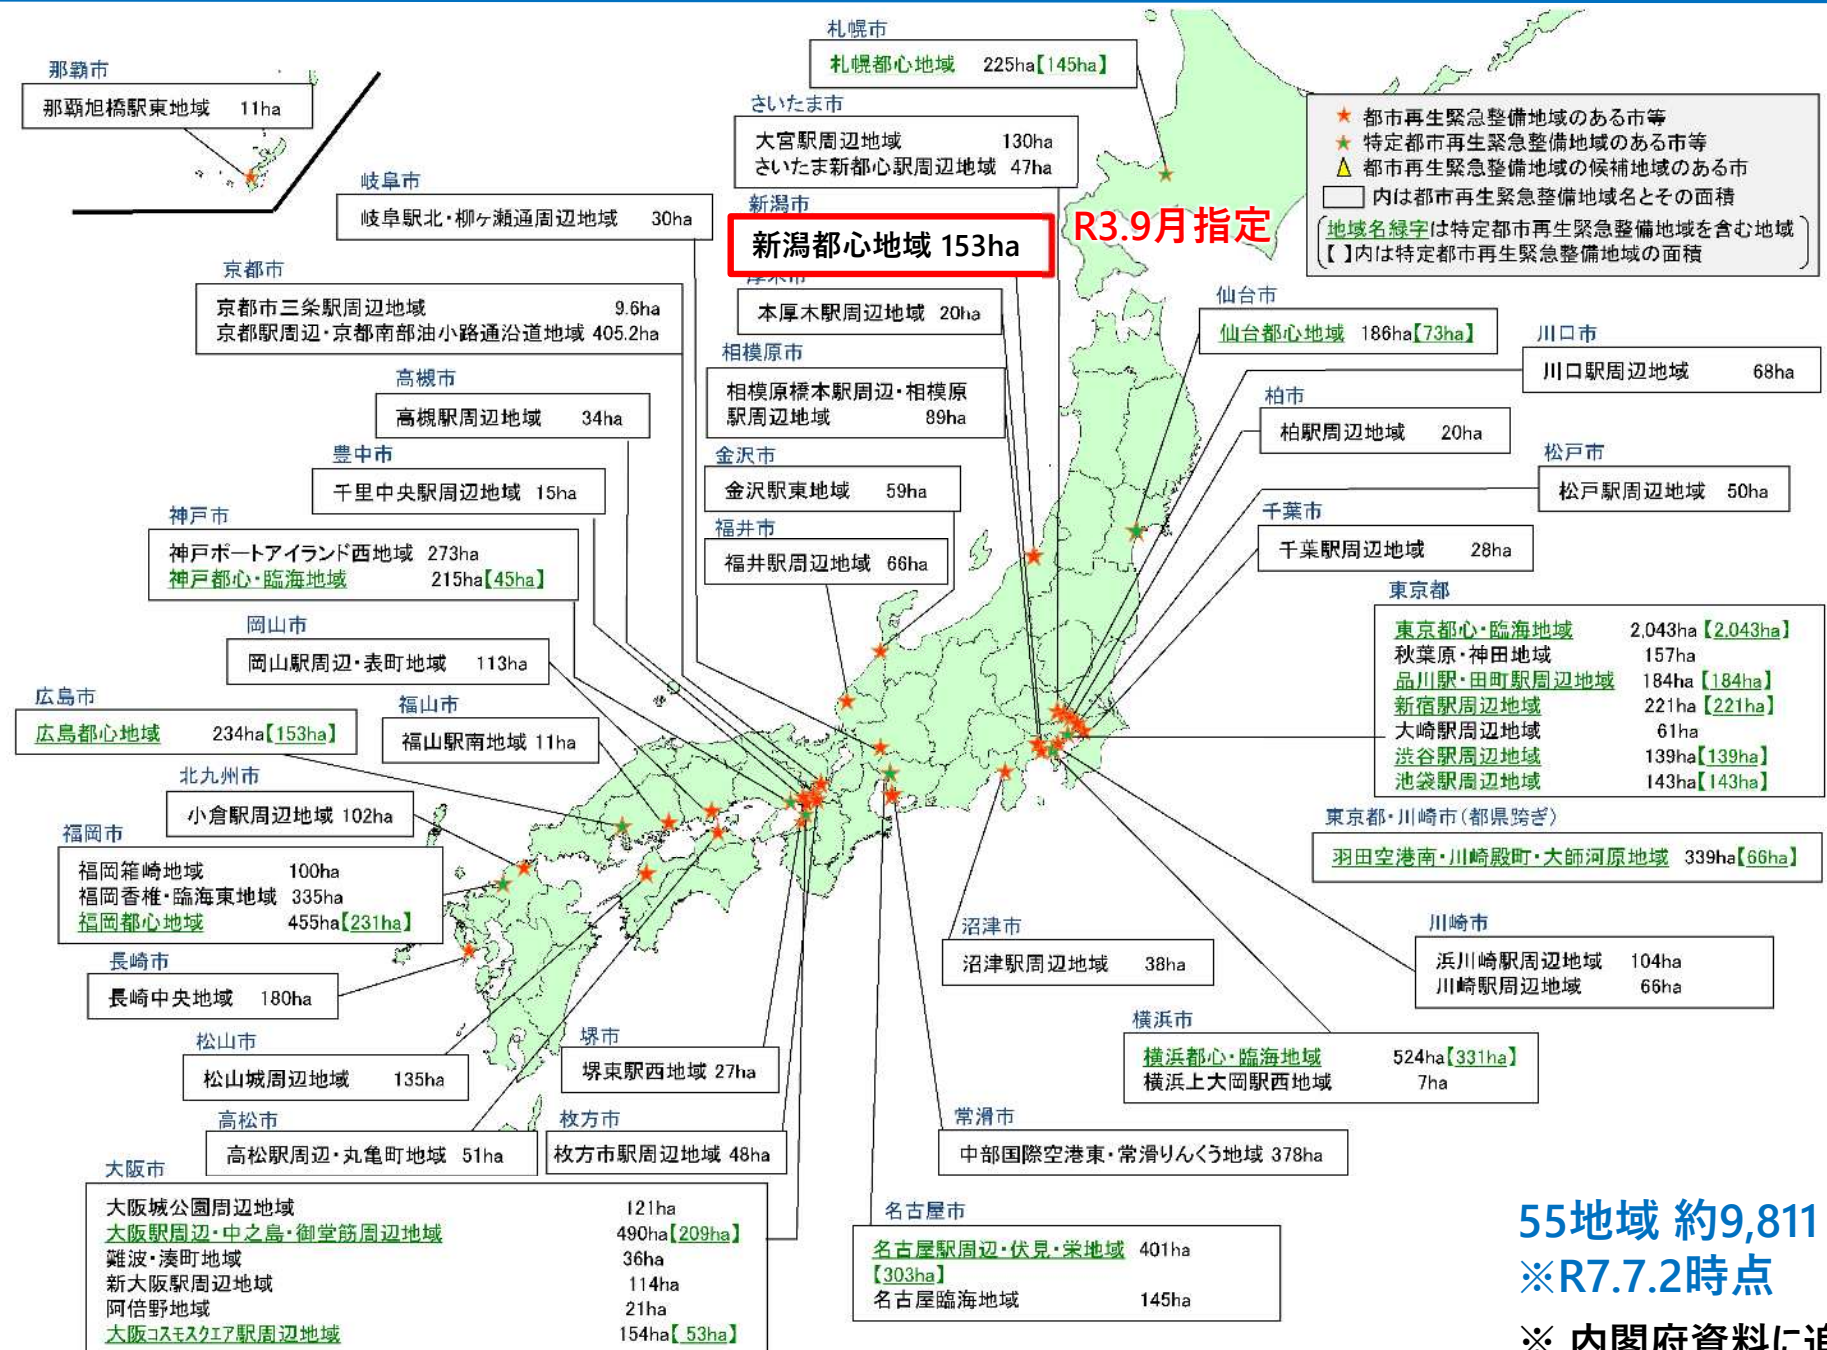 札幌市
札幌都心地域 225ha【145ha】
那覇市
那覇旭橋駅東地域 11ha
さいたま市
大宮駅周辺地域 130ha
さいたま新都心駅周辺地域 47ha
★ 都市再生緊急整備地域のある市等
★ 特定都市再生緊急整備地域のある市等
△ 都市再生緊急整備地域の候補地域のある市
内は都市再生緊急整備地域名とその面積
地域名緑字は特定都市再生緊急整備地域を含む地域
【 】内は特定都市再生緊急整備地域の面積
岐阜市
岐阜駅北・柳ヶ瀬通周辺地域 30ha
新潟市
新潟都心地域 153ha
R3.9月指定
京都市
京都市三条駅周辺地域 9.6ha
京都駅周辺・京都南部油小路通沿道地域 405.2ha
厚木市
本厚木駅周辺地域 20ha
仙台市
仙台都心地域 186ha【73ha】
川口市
川口駅周辺地域 68ha
相模原市
相模原橋本駅周辺・相模原
駅周辺地域 89ha
高槻市
高槻駅周辺地域 34ha
柏市
柏駅周辺地域 20ha
豊中市
千里中央駅周辺地域 15ha
金沢市
金沢駅東地域 59ha
松戸市
松戸駅周辺地域 50ha
神戸市
神戸ポートアイランド西地域 273ha
神戸都心・臨海地域 215ha【45ha】
福井市
福井駅周辺地域 66ha
千葉市
千葉駅周辺地域 28ha
東京都
東京都心・臨海地域 2,043ha【2,043ha】
秋葉原・神田地域 157ha
品川駅・田町駅周辺地域 184ha【184ha】
新宿駅周辺地域 221ha【221ha】
大崎駅周辺地域 61ha
渋谷駅周辺地域 139ha【139ha】
池袋駅周辺地域 143ha【143ha】
岡山市
岡山駅周辺・表町地域 113ha
広島市
広島都心地域 234ha【153ha】
福山市
福山駅南地域 11ha
北九州市
小倉駅周辺地域 102ha
東京都・川崎市（都県跨ぎ）
羽田空港南・川崎殿町・大師河原地域 339ha【66ha】
福岡市
福岡箱崎地域 100ha
福岡香椎・臨海東地域 335ha
福岡都心地域 455ha【231ha】
沼津市
沼津駅周辺地域 38ha
川崎市
浜川崎駅周辺地域 104ha
川崎駅周辺地域 66ha
長崎市
長崎中央地域 180ha
横浜市
横浜都心・臨海地域 524ha【331ha】
横浜上大岡駅西地域 7ha
松山市
松山城周辺地域 135ha
堺市
堺東駅西地域 27ha
高松市
高松駅周辺・丸亀町地域 51ha
枚方市
枚方市駅周辺地域 48ha
常滑市
中部国際空港東・常滑りんくう地域 378ha
大阪市
大阪城公園周辺地域 121ha
大阪駅周辺・中之島・御堂筋周辺地域 490ha【209ha】
難波・湊町地域 36ha
新大阪駅周辺地域 114ha
阿倍野地域 21ha
大阪コスモスクエア駅周辺地域 154ha【 53ha】
名古屋市
名古屋駅周辺・伏見・栄地域 401ha
【303ha】
名古屋臨海地域 145ha
55地域 約9,811
※R7.7.2時点
※ 内閣府資料に追